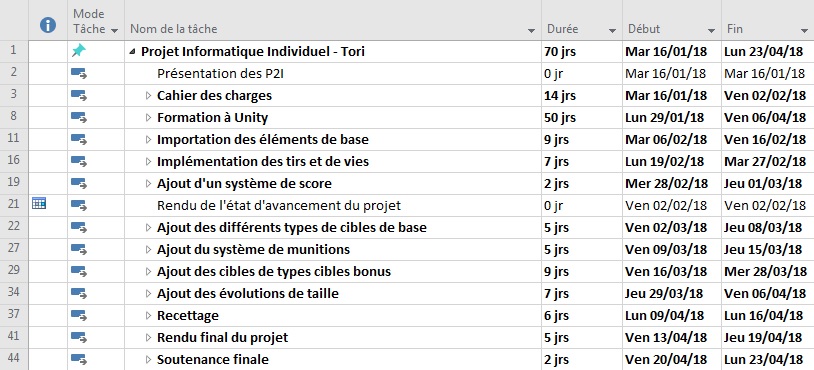 Mode Tâche Nom de la tâche Durée Début Fin
1 Projet Informatique Individuel - Tori 70 jrs Mar 16/01/18 Lun 23/04/18
2 Présentation des P2I 0 jr Mar 16/01/18 Mar 16/01/18
3 Cahier des charges 14 jrs Mar 16/01/18 Ven 02/02/18
8 Formation à Unity 50 jrs Lun 29/01/18 Ven 06/04/18
11 Importation des éléments de base 9 jrs Mar 06/02/18 Ven 16/02/18
16 Implémentation des tirs et de vies 7 jrs Lun 19/02/18 Mar 27/02/18
19 Ajout d'un système de score 2 jrs Mer 28/02/18 Jeu 01/03/18
21 Rendu de l'état d'avancement du projet 0 jr Ven 02/02/18 Ven 02/02/18
22 Ajout des différents types de cibles de base 5 jrs Ven 02/03/18 Jeu 08/03/18
27 Ajout du système de munitions 5 jrs Ven 09/03/18 Jeu 15/03/18
29 Ajout des cibles de types cibles bonus 9 jrs Ven 16/03/18 Mer 28/03/18
34 Ajout des évolutions de taille 7 jrs Jeu 29/03/18 Ven 06/04/18
37 Recettage 6 jrs Lun 09/04/18 Lun 16/04/18
41 Rendu final du projet 5 jrs Ven 13/04/18 Jeu 19/04/18
44 Soutenance finale 2 jrs Ven 20/04/18 Lun 23/04/18